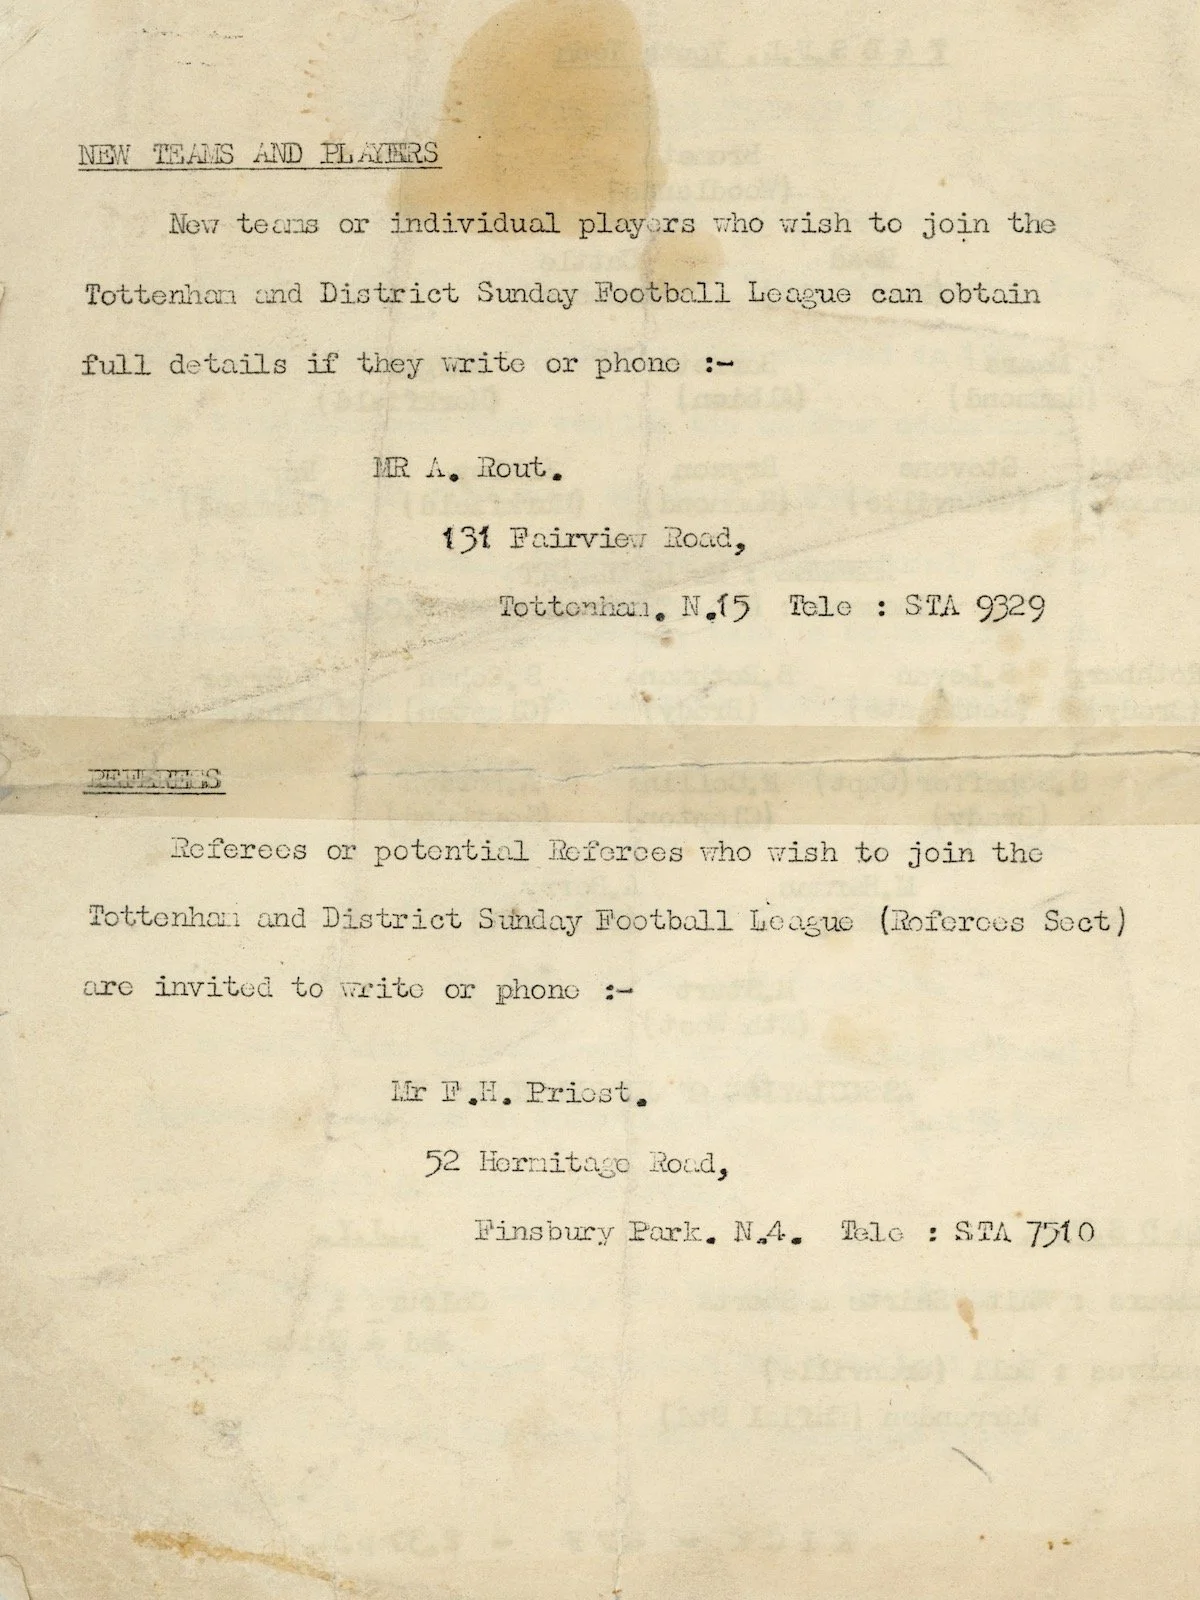 NEW TEAMS AND PLAYERS
New teams or individual players who wish to join the
Tottenham and District Sunday Football League can obtain
full details if they write or phone :-
MR A. Rout.
131 Fairview Road,
Tottenham. N.15 Tele : STA 9329
REFEREES
Referees or potential Referees who wish to join the
Tottenham and District Sunday Football League (Referees Sect)
are invited to write or phone :-
Mr F.H. Priest.
52 Hermitage Road,
Finsbury Park. N.4. Tele : STA 7510